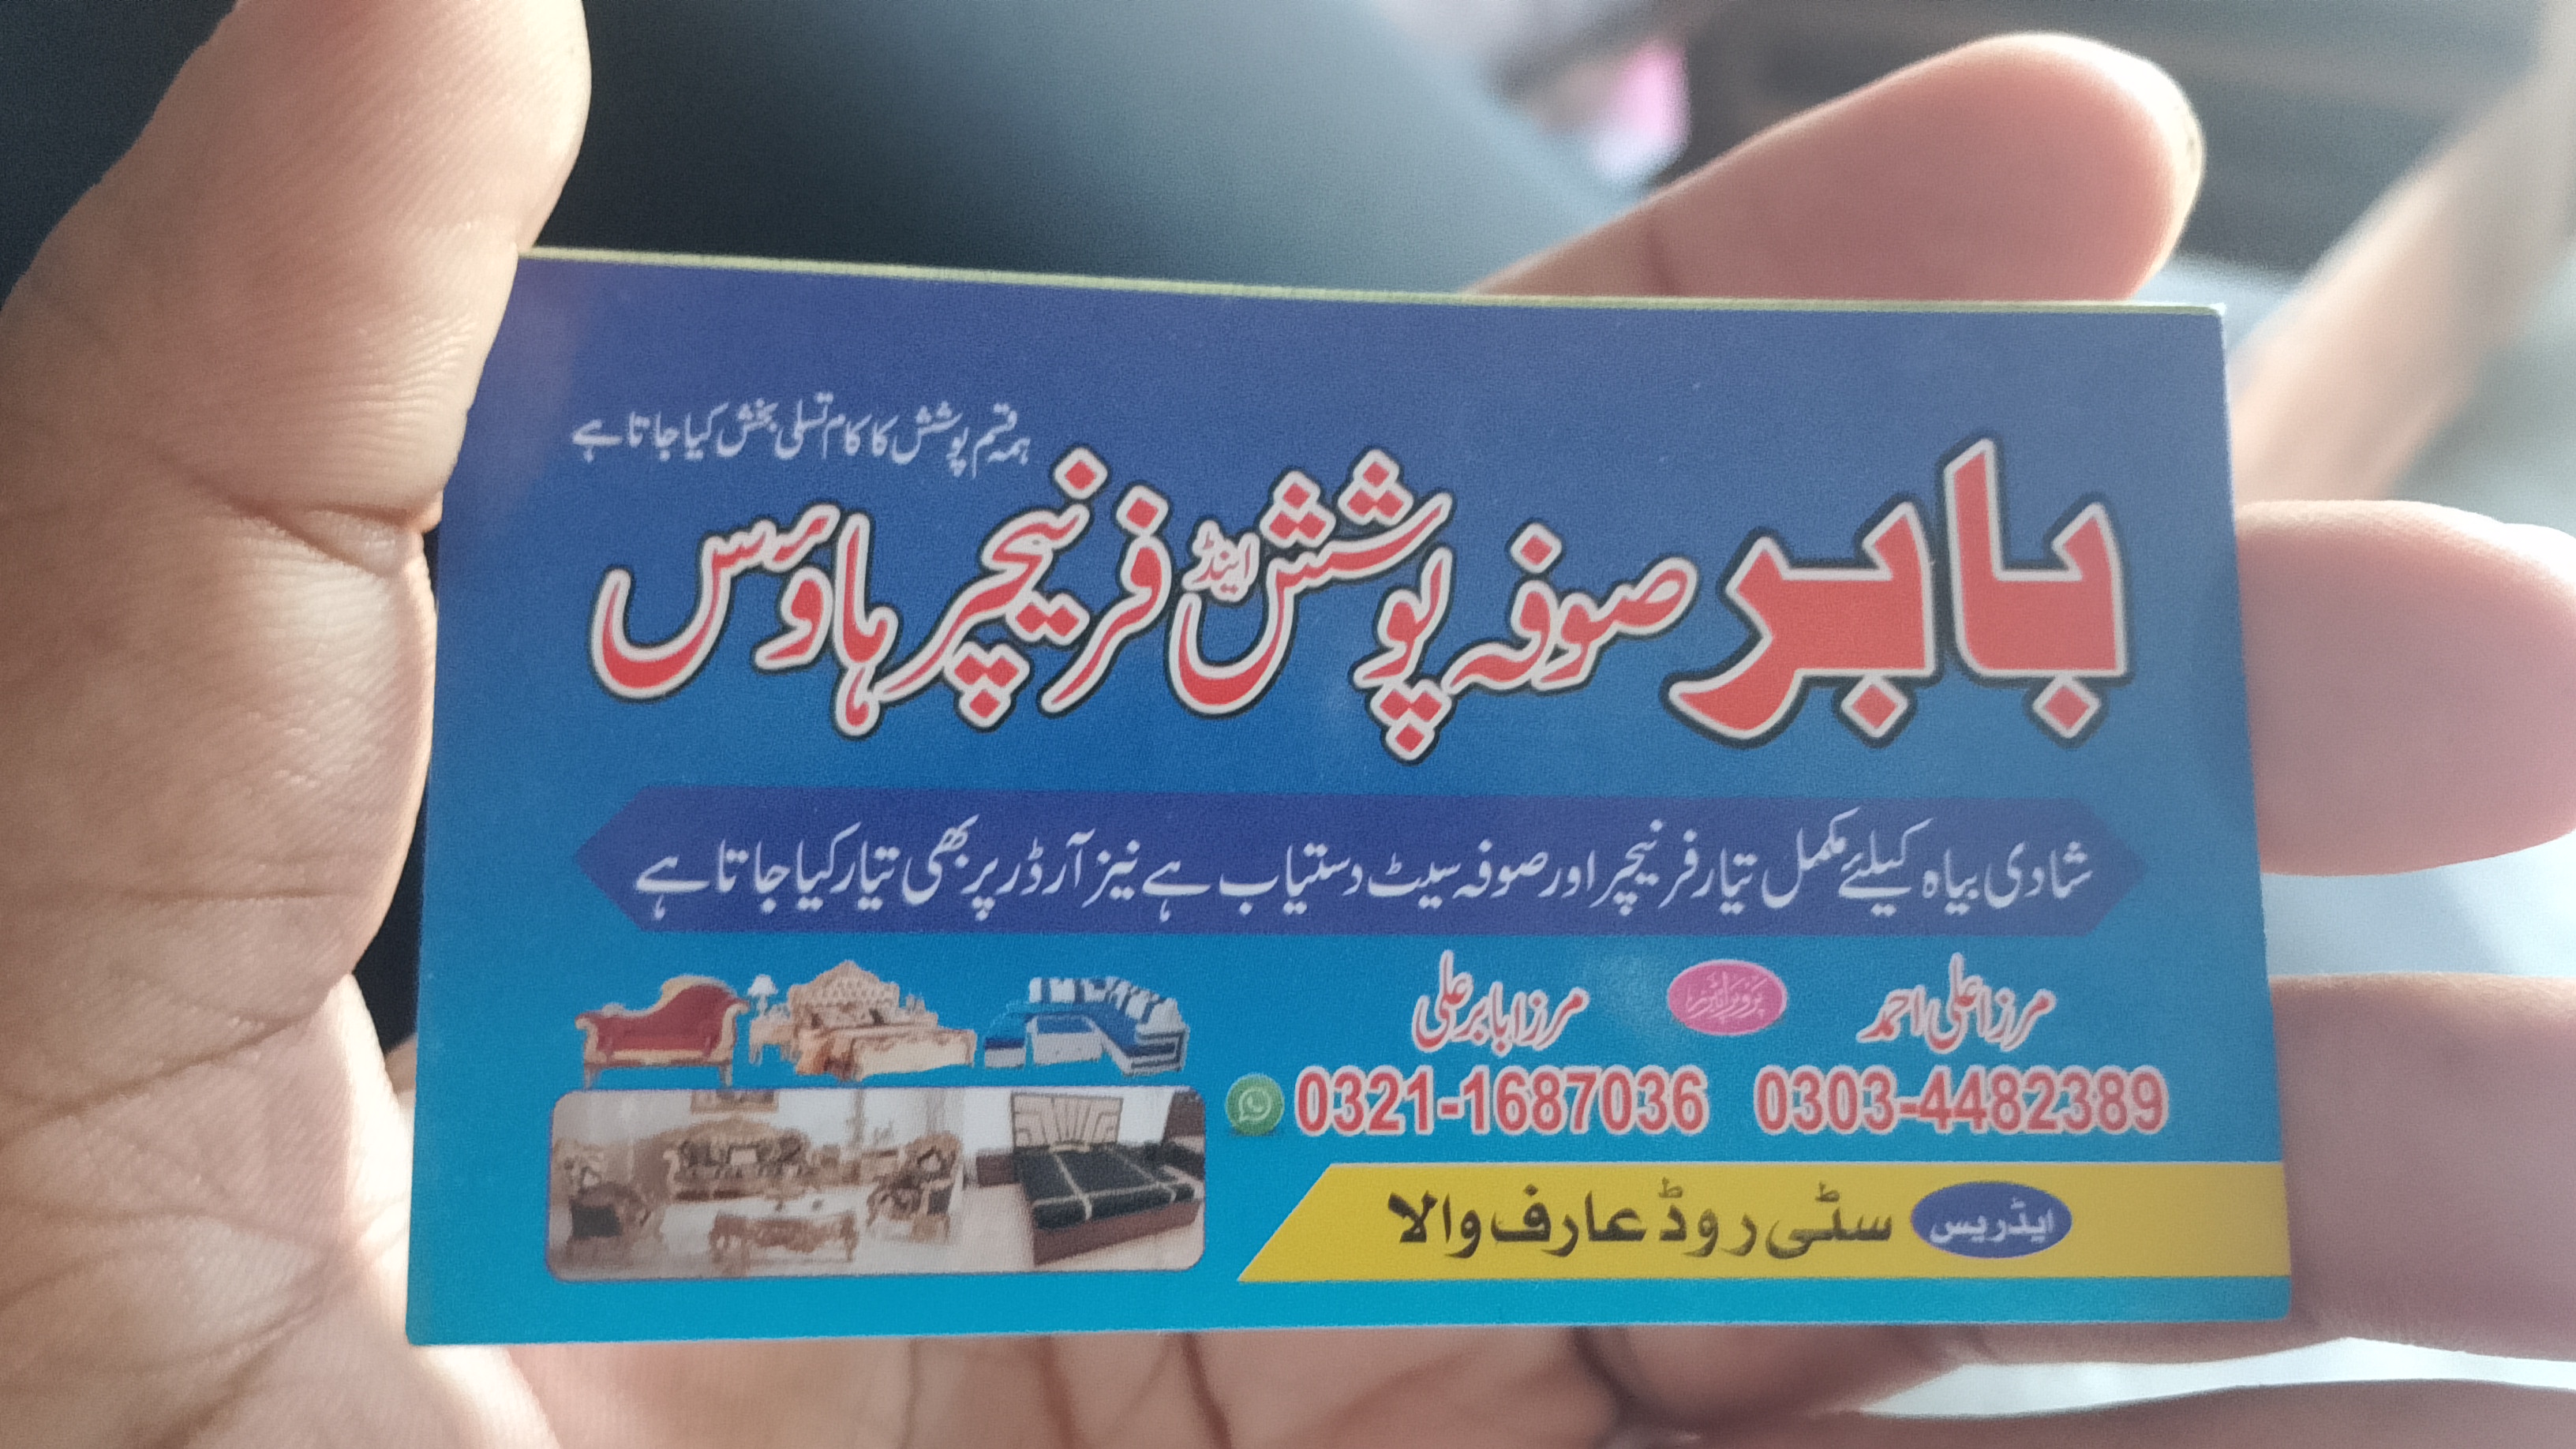 ہمہ قسم پوشش کا کام تسلی بخش کیا جاتا ہے
بابر صوفہ پوشش اینڈ فرنیچر ہاؤس
شادی بیاہ کیلئے مکمل تیار فرنیچر اور صوفہ سیٹ دستیاب ہے نیز آرڈر پر بھی تیار کیا جاتا ہے
مرزا علی احمد پروپرائٹرز مرزا بابر علی
0321-1687036 0303-4482389
ایڈریس سٹی روڈ عارف والا